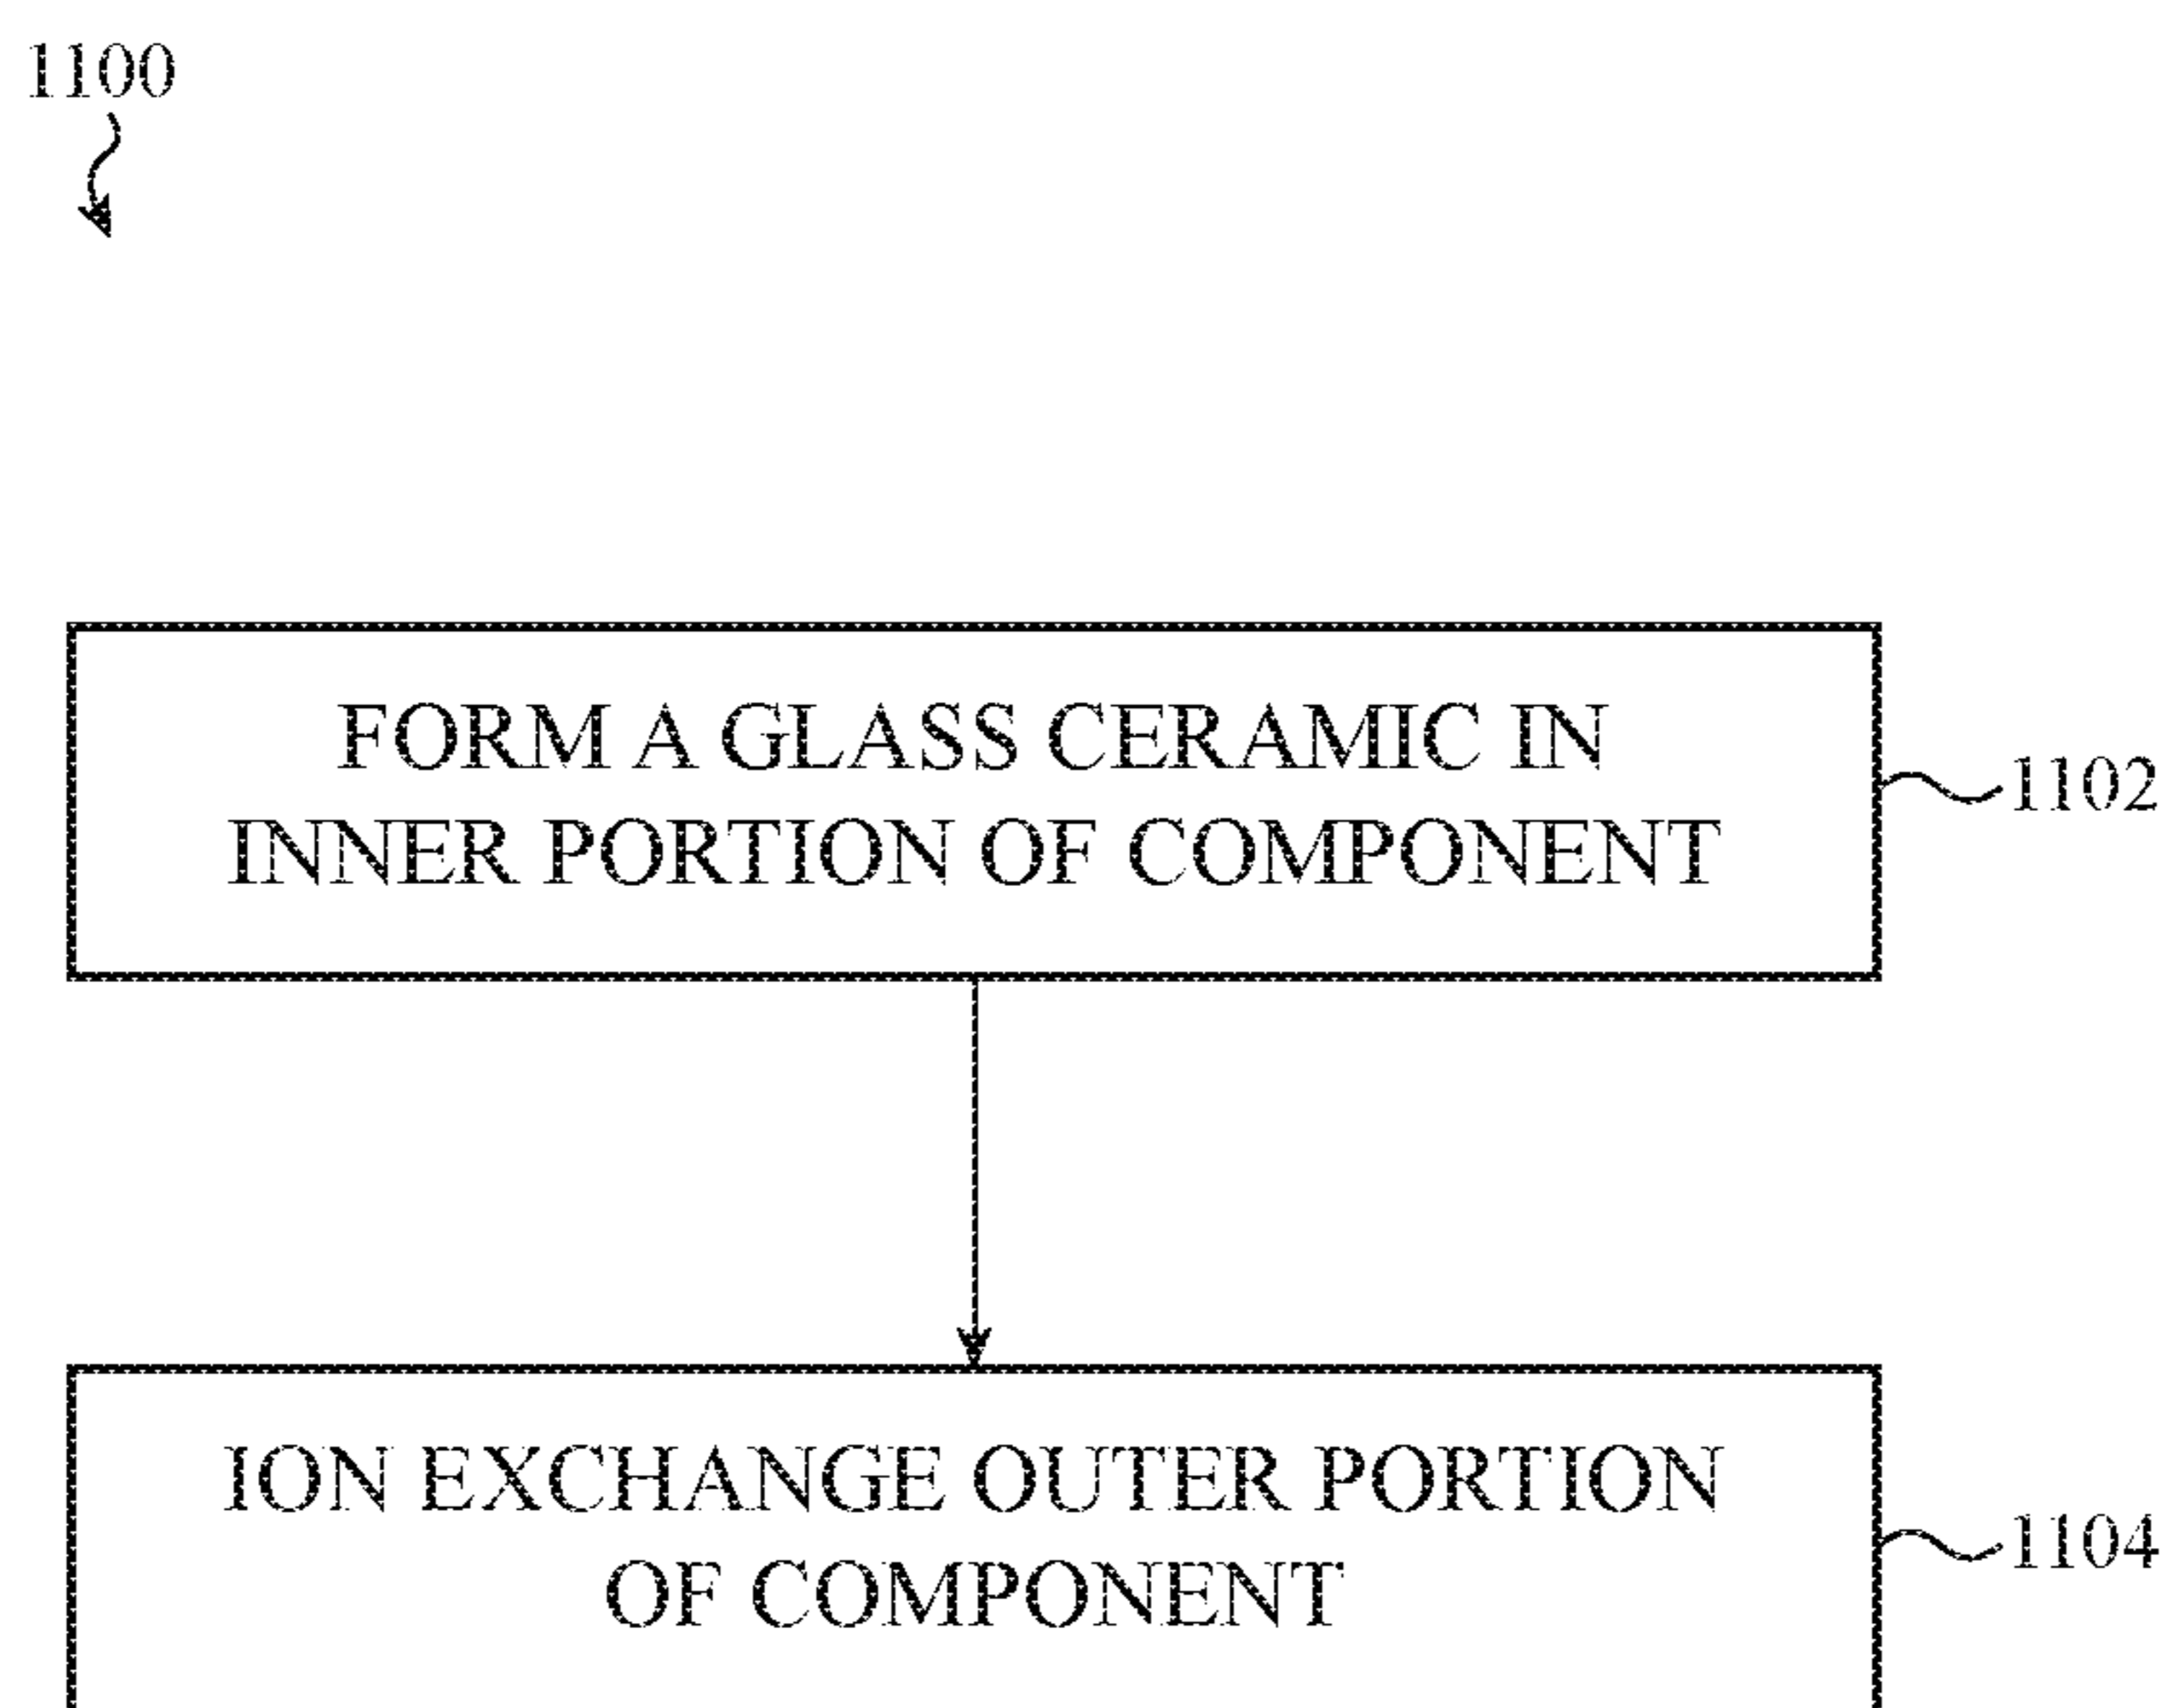 1100
FORM A GLASS CERAMIC IN
INNER PORTION OF COMPONENT
1102
ION EXCHANGE OUTER PORTION
OF COMPONENT
1104